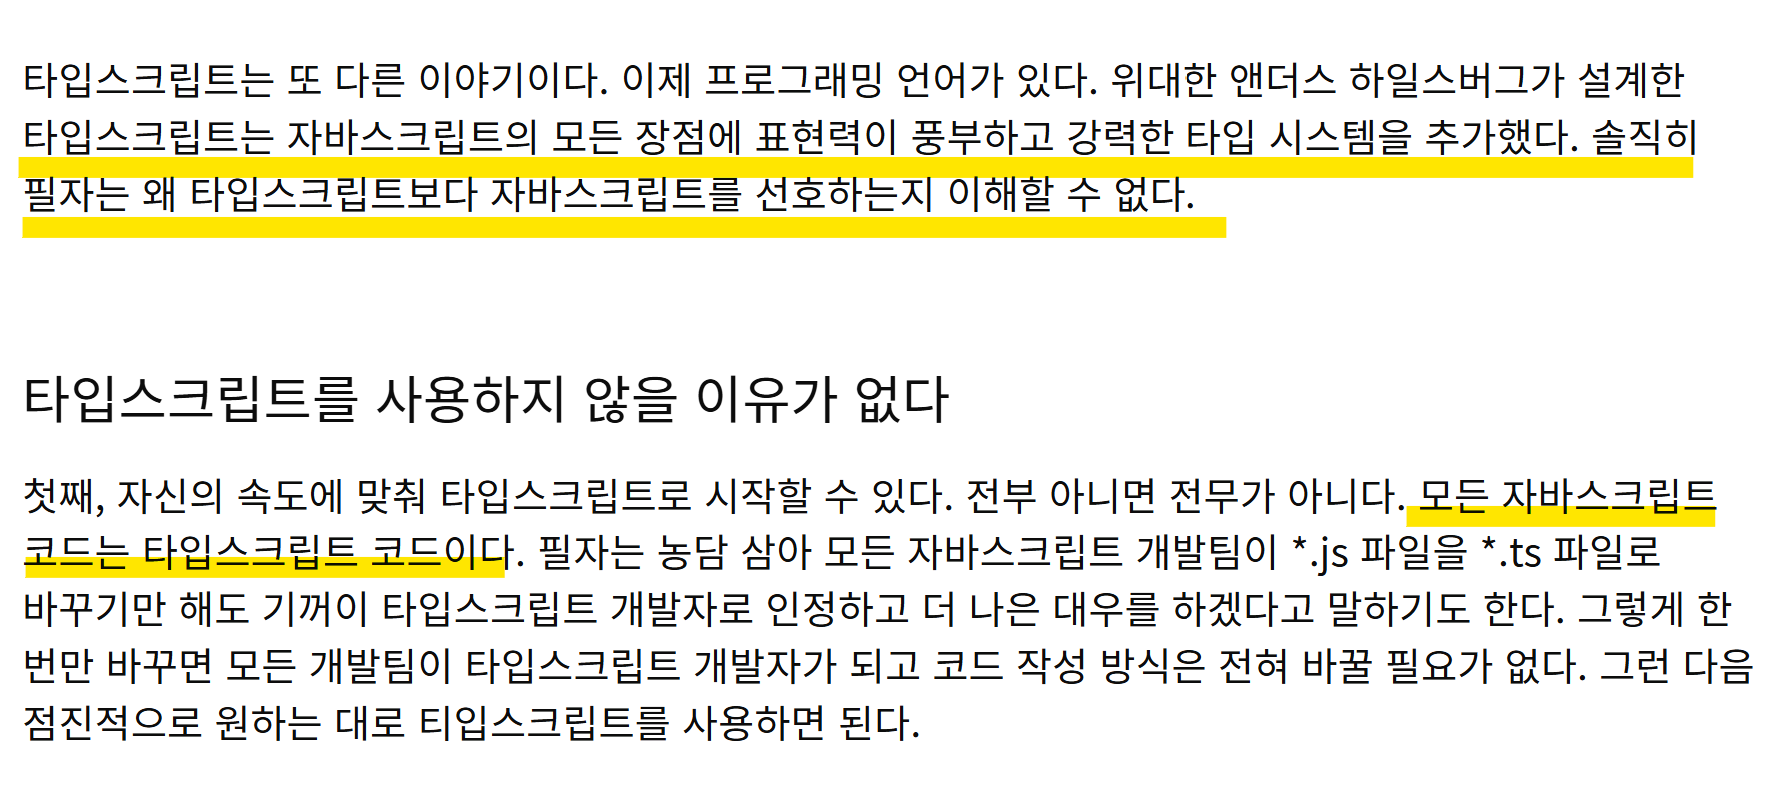 타입스크립트는 또 다른 이야기이다. 이제 프로그래밍 언어가 있다. 위대한 앤더스 하일스버그가 설계한
타입스크립트는 자바스크립트의 모든 장점에 표현력이 풍부하고 강력한 타입 시스템을 추가했다. 솔직히
필자는 왜 타입스크립트보다 자바스크립트를 선호하는지 이해할 수 없다.
타입스크립트를 사용하지 않을 이유가 없다
첫째, 자신의 속도에 맞춰 타입스크립트로 시작할 수 있다. 전부 아니면 전무가 아니다. 모든 자바스크립트
코드는 타입스크립트 코드이다. 필자는 농담 삼아 모든 자바스크립트 개발팀이 *.js 파일을 *.ts 파일로
바꾸기만 해도 기꺼이 타입스크립트 개발자로 인정하고 더 나은 대우를 하겠다고 말하기도 한다. 그렇게 한
번만 바꾸면 모든 개발팀이 타입스크립트 개발자가 되고 코드 작성 방식은 전혀 바꿀 필요가 없다. 그런 다음
점진적으로 원하는 대로 티입스크립트를 사용하면 된다.